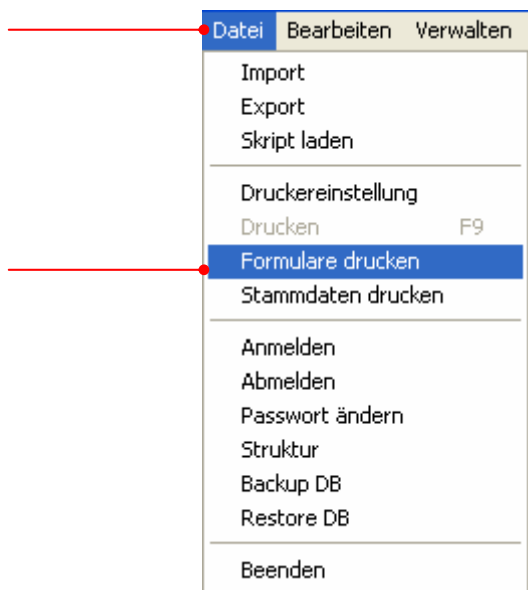 Datei Bearbeiten Verwalten
Import
Export
Skript laden
Druckereinstellung
Drucken F9
Formulare drucken
Stammdaten drucken
Anmelden
Abmelden
Passwort ändern
Struktur
Backup DB
Restore DB
Beenden